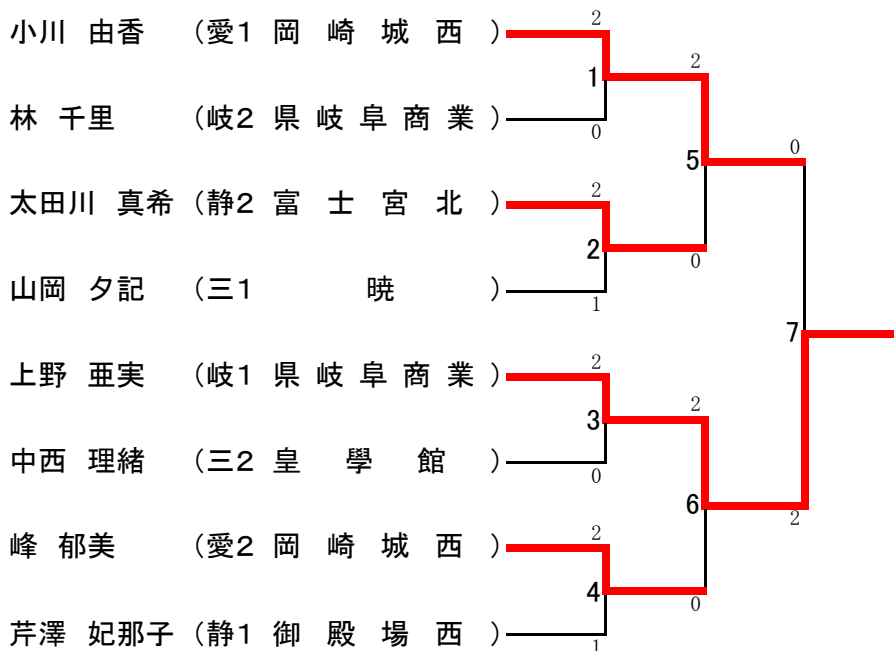 小川 由香 (愛1 岡崎城西)
林 千里 (岐2 県岐阜商業)
太田川 真希 (静2 富士宮北)
山岡 夕記 (三1 暁)
上野 亜実 (岐1 県岐阜商業)
中西 理緒 (三2 皇學館)
峰 郁美 (愛2 岡崎城西)
芹澤 妃那子 (静1 御殿場西)
2
1
0
2
2
1
2
3
0
2
4
1
2
5
0
2
6
0
0
7
2